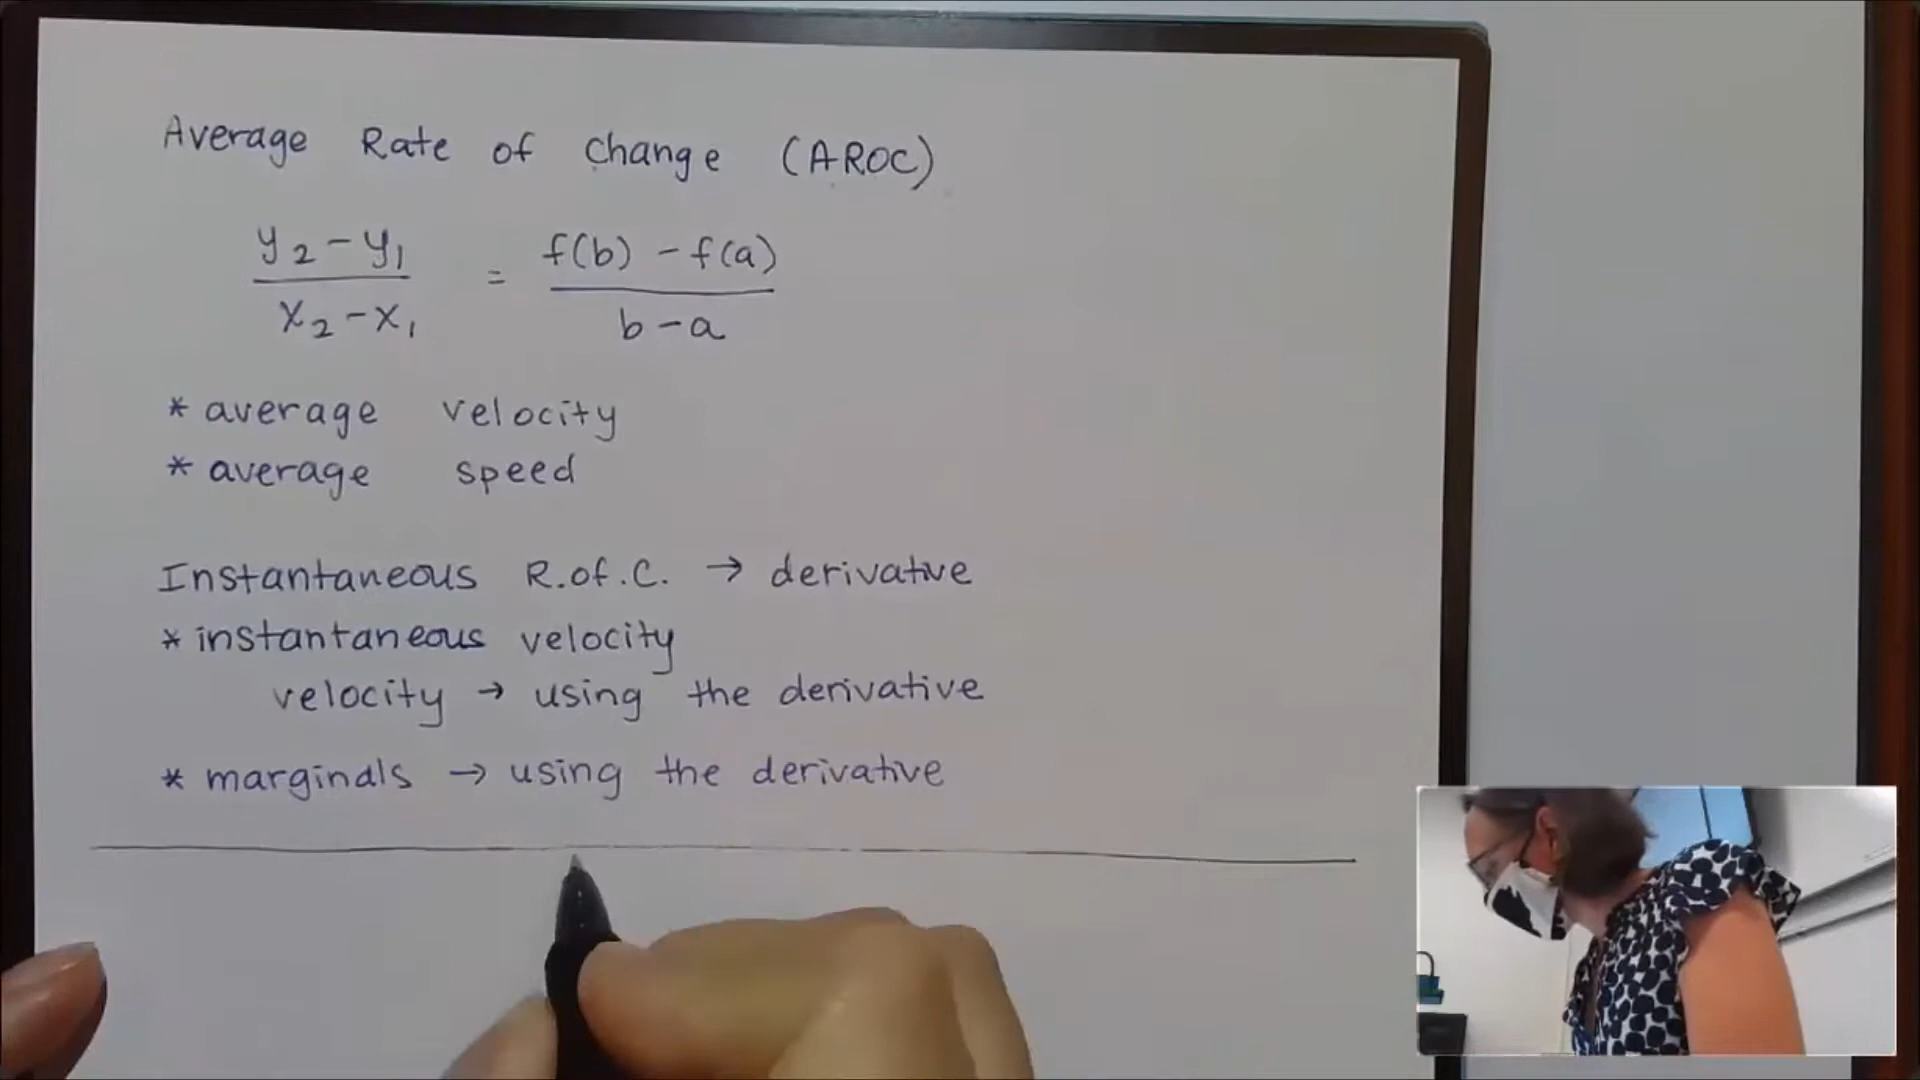 Average Rate of Change (AROC)
y2 - y1 / x2 - x1 = f(b) - f(a) / b - a
* average velocity
* average speed
Instantaneous R.of.C. → derivative
* instantaneous velocity
velocity → using the derivative
* marginals → using the derivative